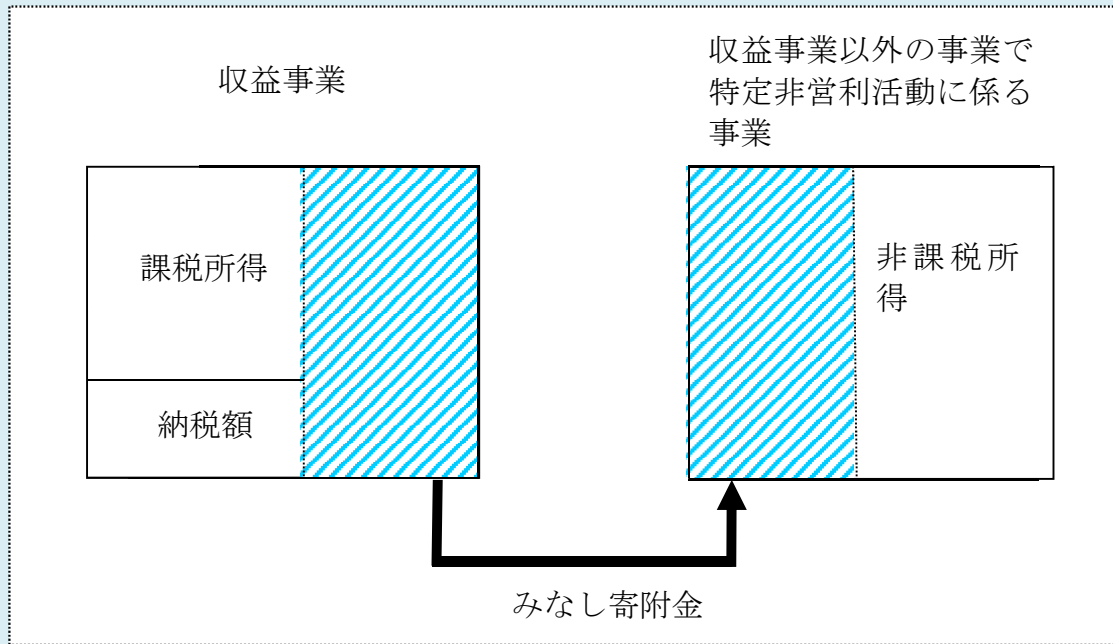 収益事業
収益事業以外の事業で
特定非営利活動に係る
事業
課税所得
納税額
非課税所
得
みなし寄附金